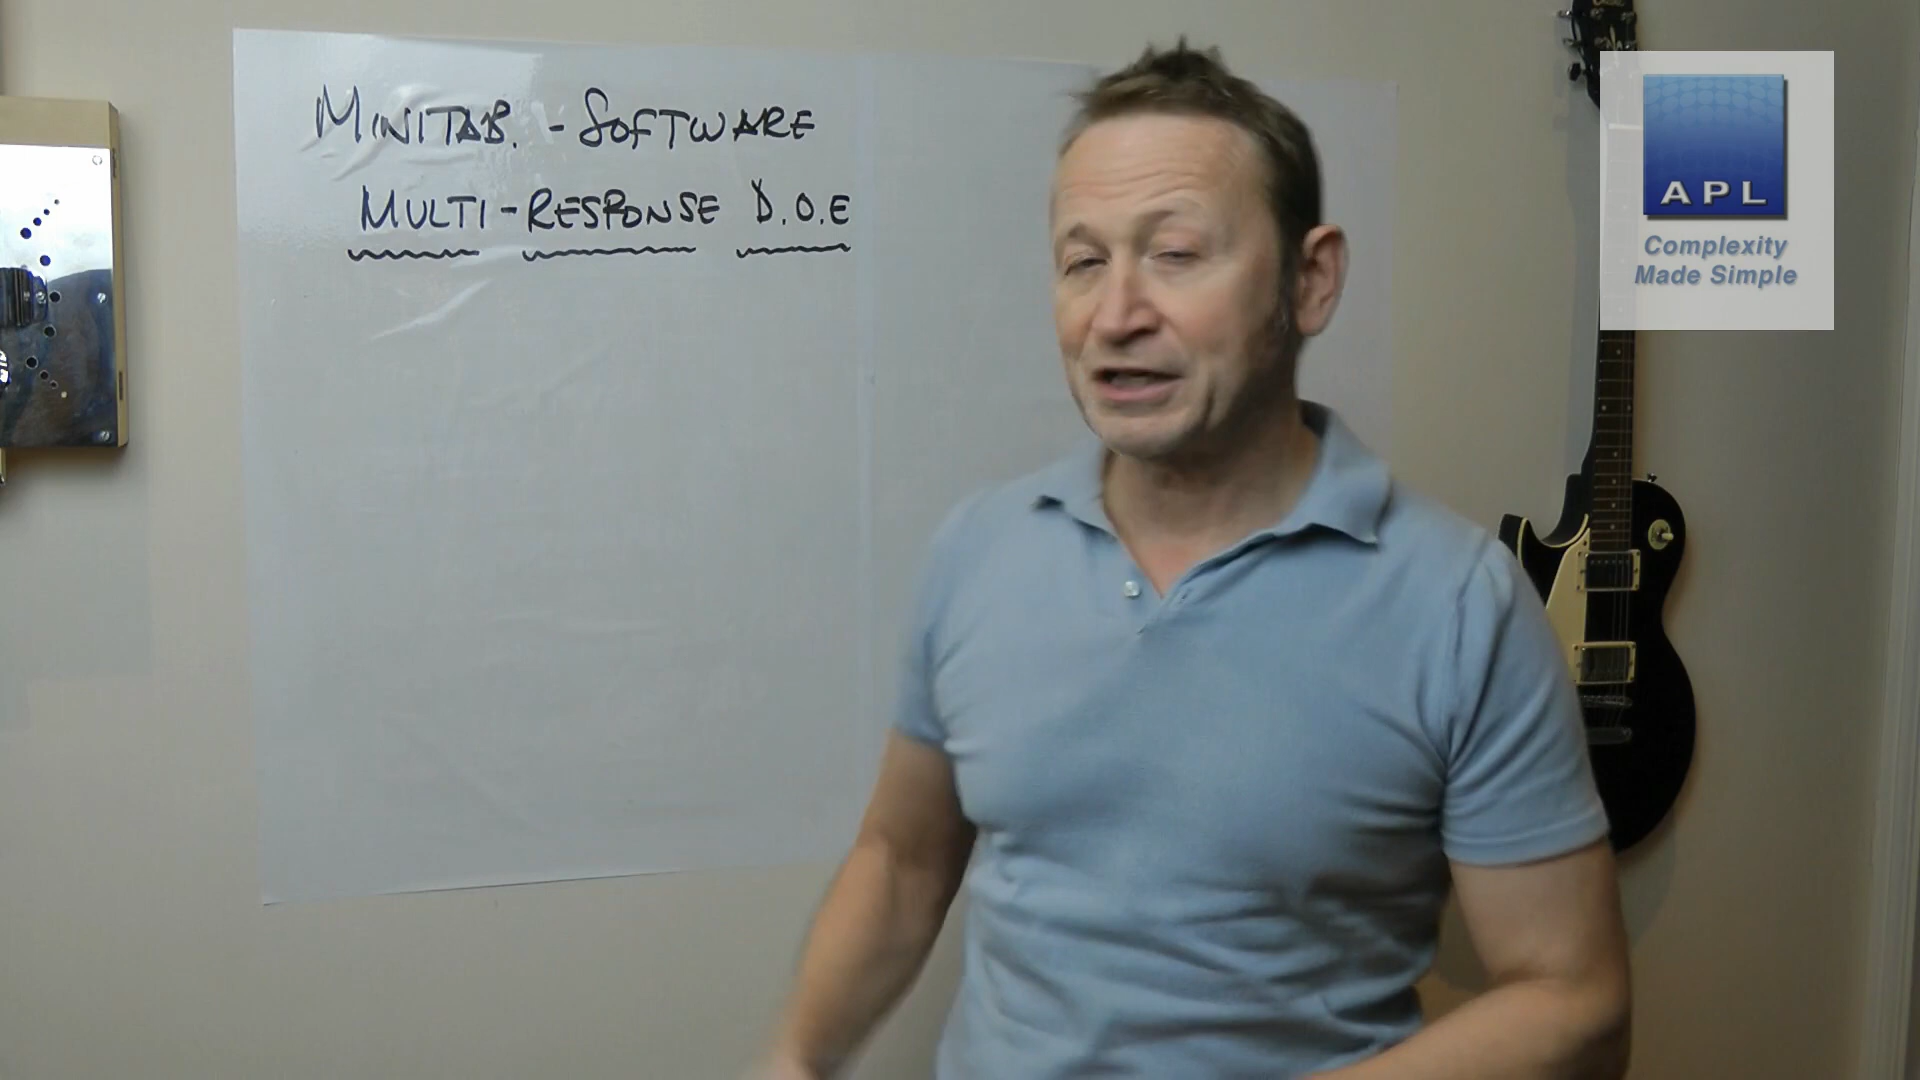 MINITAB. - SOFTWARE
MULTI-RESPONSE D.O.E
APL
Complexity
Made Simple